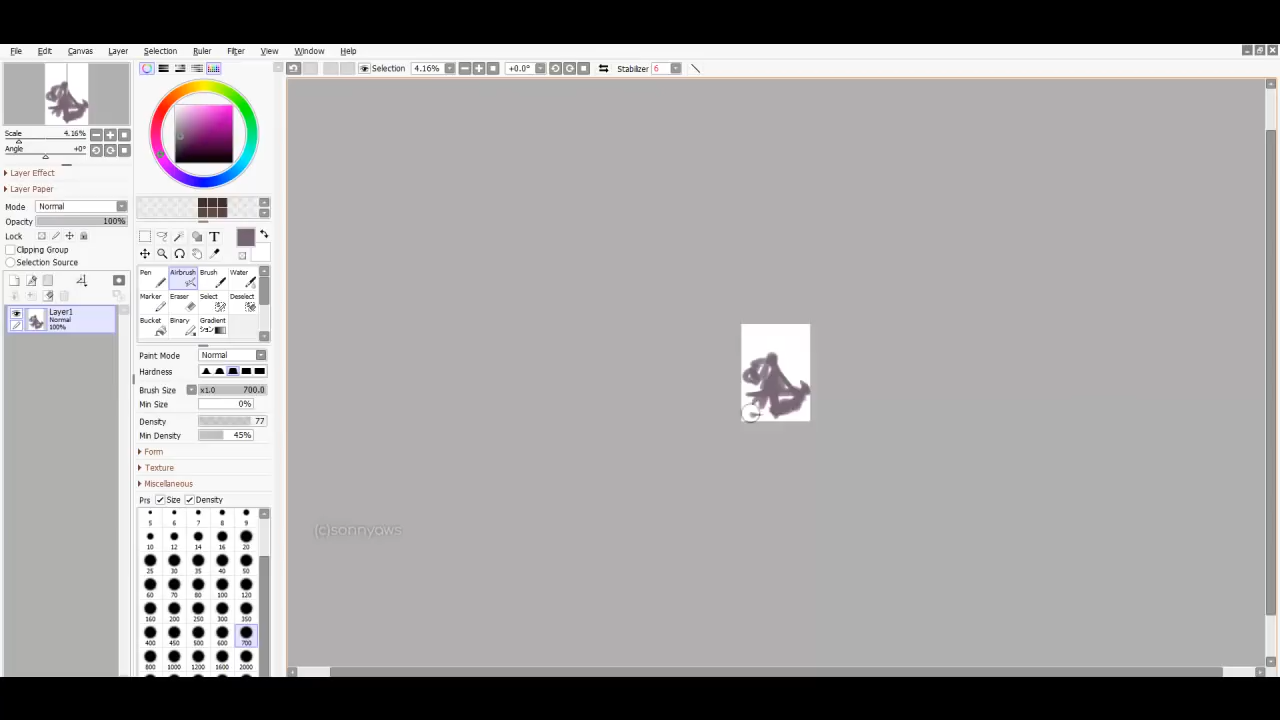 File Edit Canvas Layer Selection Ruler Filter View Window Help
Selection 4.16% +0.0° Stabilizer 6
Scale 4.16%
Angle +0°
Layer Effect
Layer Paper
Mode Normal
Opacity 100%
Lock
Clipping Group
Selection Source
Layer1
Normal
100%
T
Pen Airbrush Brush Water
Marker Eraser Select Deselect
Bucket Binary Gradient
Paint Mode Normal
Hardness
Brush Size x1.0 700.0
Min Size 0%
Density 77
Min Density 45%
Form
Texture
Miscellaneous
Prs Size Density
5 6 7 8 9
10 12 14 16 20
25 30 35 40 50
60 70 80 100 120
160 200 250 300 350
400 450 500 600 700
800 1000 1200 1600 2000
(c)sonnyaws